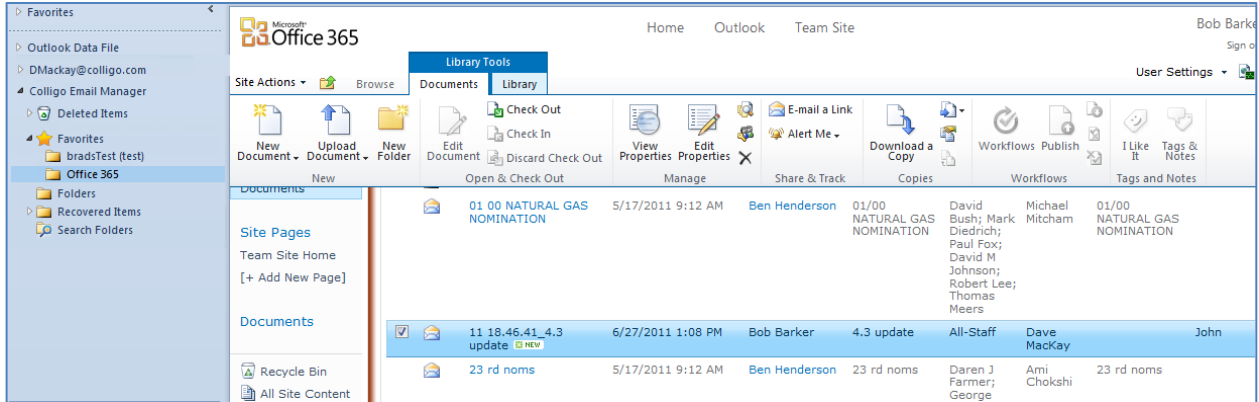 Favorites
Outlook Data File
DMackay@colligo.com
Colligo Email Manager
Deleted Items
Favorites
bradsTest (test)
Office 365
Folders
Recovered Items
Search Folders
Microsoft®
Office 365
Home Outlook Team Site
Bob Barke
Sign o
Library Tools
Site Actions Browse Documents Library
User Settings
New Document
Upload Document
New Folder
New
Edit Document
Check Out
Check In
Discard Check Out
Open & Check Out
View Properties
Edit Properties
Manage
E-mail a Link
Alert Me
Share & Track
Download a Copy
Copies
Workflows
Publish
Workflows
I Like It
Tags & Notes
Tags and Notes
Documents
Site Pages
Team Site Home
[+ Add New Page]
Documents
Recycle Bin
All Site Content
01 00 NATURAL GAS 5/17/2011 9:12 AM Ben Henderson 01/00 David Michael 01/00
NOMINATION NATURAL GAS Bush; Mark Mitcham NATURAL GAS
NOMINATION Diedrich; NOMINATION
Paul Fox;
David M
Johnson;
Robert Lee;
Thomas
Meers
11 18.46.41_4.3 6/27/2011 1:08 PM Bob Barker 4.3 update All-Staff Dave John
update NEW MacKay
23 rd noms 5/17/2011 9:12 AM Ben Henderson 23 rd noms Daren J Ami 23 rd noms
Farmer; Chokshi
George